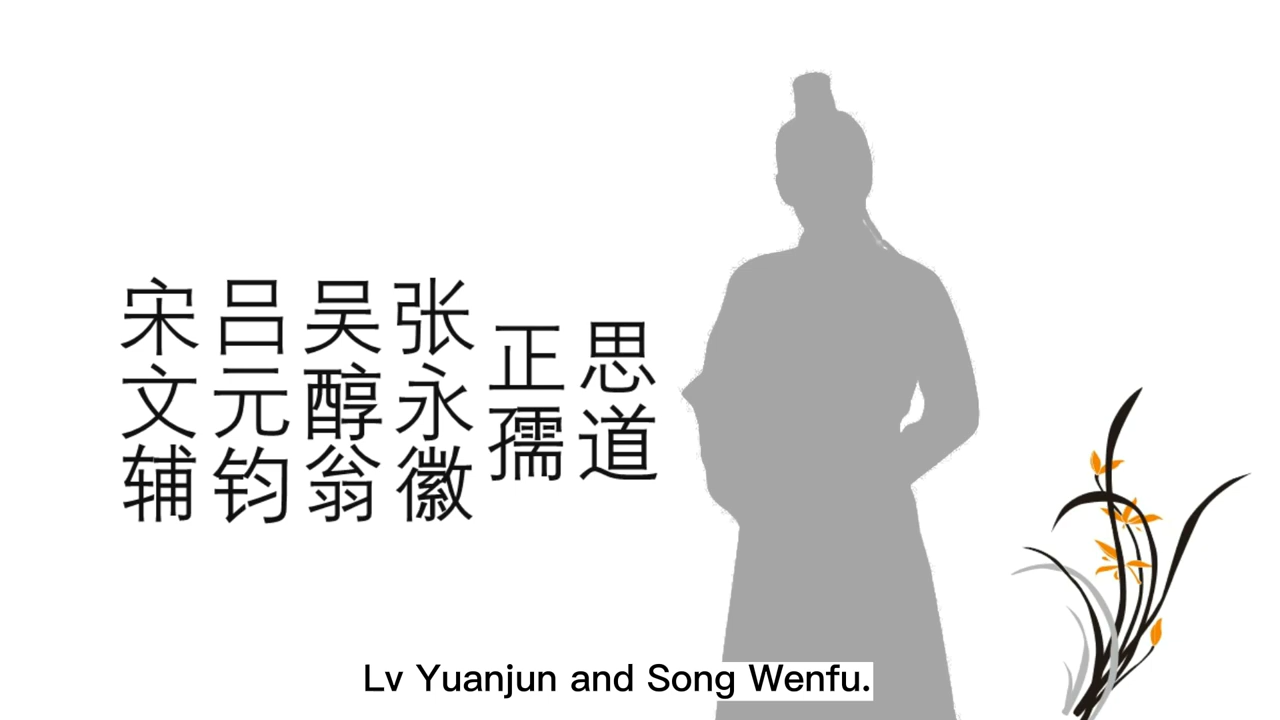 思道
正孺
张永徽
吴醇翁
吕元钧
宋文辅
Lv Yuanjun and Song Wenfu.